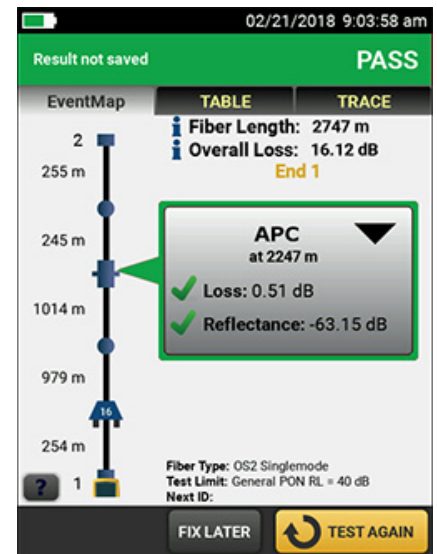 02/21/2018 9:03:58 am
Result not saved
PASS
EventMap
TABLE
TRACE
Fiber Length: 2747 m
Overall Loss: 16.12 dB
End 1
2
255 m
245 m
1014 m
979 m
16
254 m
1
APC
at 2247 m
Loss: 0.51 dB
Reflectance: -63.15 dB
Fiber Type: OS2 Singlemode
Test Limit: General PON RL = 40 dB
Next ID:
?
FIX LATER
TEST AGAIN